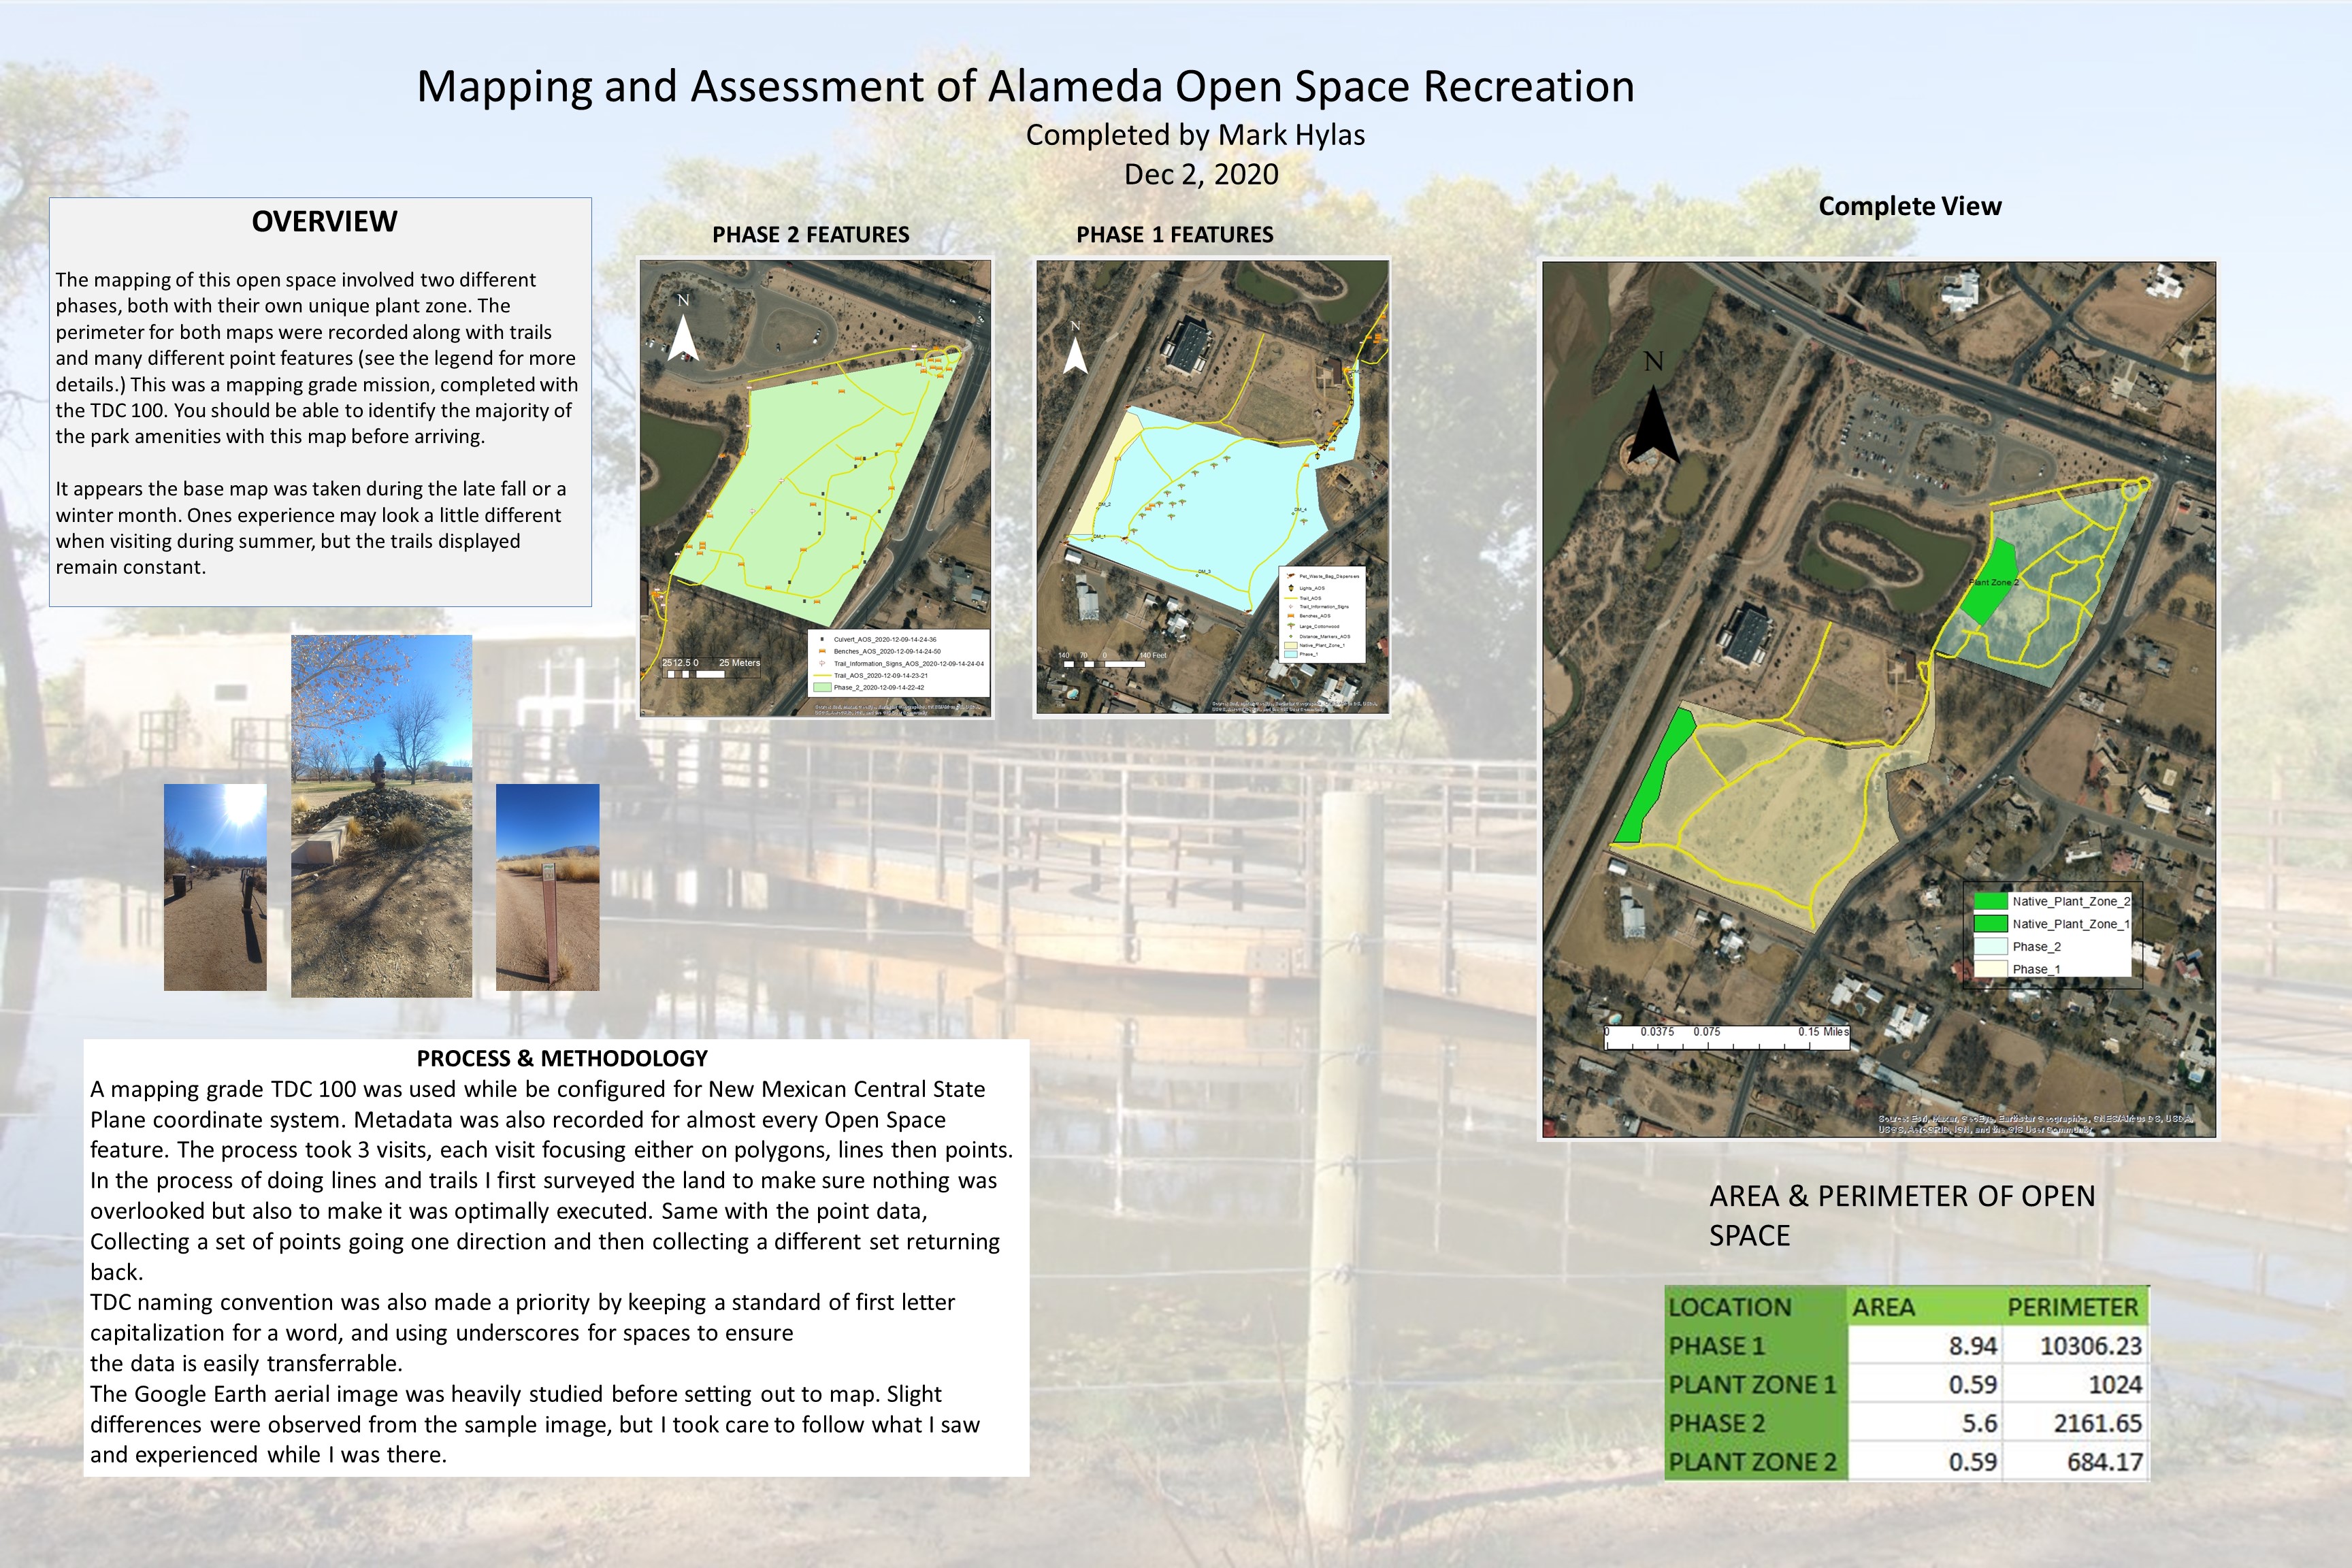 Mapping and Assessment of Alameda Open Space Recreation
Completed by Mark Hylas
Dec 2, 2020
OVERVIEW
The mapping of this open space involved two different
phases, both with their own unique plant zone. The
perimeter for both maps were recorded along with trails
and many different point features (see the legend for more
details.) This was a mapping grade mission, completed with
the TDC 100. You should be able to identify the majority of
the park amenities with this map before arriving.
It appears the base map was taken during the late fall or a
winter month. Ones experience may look a little different
when visiting during summer, but the trails displayed
remain constant.
PHASE 2 FEATURES
N
25 12.5 0 25 Meters
Culvert_AOS_2020-12-09-14-24-36
Benches_AOS_2020-12-09-14-24-50
Trail_Information_Signs_AOS_2020-12-09-14-24-04
Trail_AOS_2020-12-09-14-23-21
Phase_2_2020-12-09-14-22-42
PHASE 1 FEATURES
N
DM_2
DM_1
DM_4
DM_3
140 70 0 140 Feet
Pet_Waste_Bag_Dispensers
Lights_AOS
Trail_AOS
Trail_Information_Signs
Benches_AOS
Large_Cottonwood
Distance_Markers_AOS
Native_Plant_Zone_1
Phase_1
Complete View
N
Plant Zone 2
Native_Plant_Zone_2
Native_Plant_Zone_1
Phase_2
Phase_1
0 0.0375 0.075 0.15 Miles
Source: Esri, Maxar, GeoEye, Earthstar Geographics, CNES/Airbus DS, USDA,
USGS, AeroGRID, IGN, and the GIS User Community
PROCESS & METHODOLOGY
A mapping grade TDC 100 was used while be configured for New Mexican Central State
Plane coordinate system. Metadata was also recorded for almost every Open Space
feature. The process took 3 visits, each visit focusing either on polygons, lines then points.
In the process of doing lines and trails I first surveyed the land to make sure nothing was
overlooked but also to make it was optimally executed. Same with the point data,
Collecting a set of points going one direction and then collecting a different set returning
back.
TDC naming convention was also made a priority by keeping a standard of first letter
capitalization for a word, and using underscores for spaces to ensure
the data is easily transferrable.
The Google Earth aerial image was heavily studied before setting out to map. Slight
differences were observed from the sample image, but I took care to follow what I saw
and experienced while I was there.
AREA & PERIMETER OF OPEN
SPACE
LOCATION AREA PERIMETER
PHASE 1 8.94 10306.23
PLANT ZONE 1 0.59 1024
PHASE 2 5.6 2161.65
PLANT ZONE 2 0.59 684.17